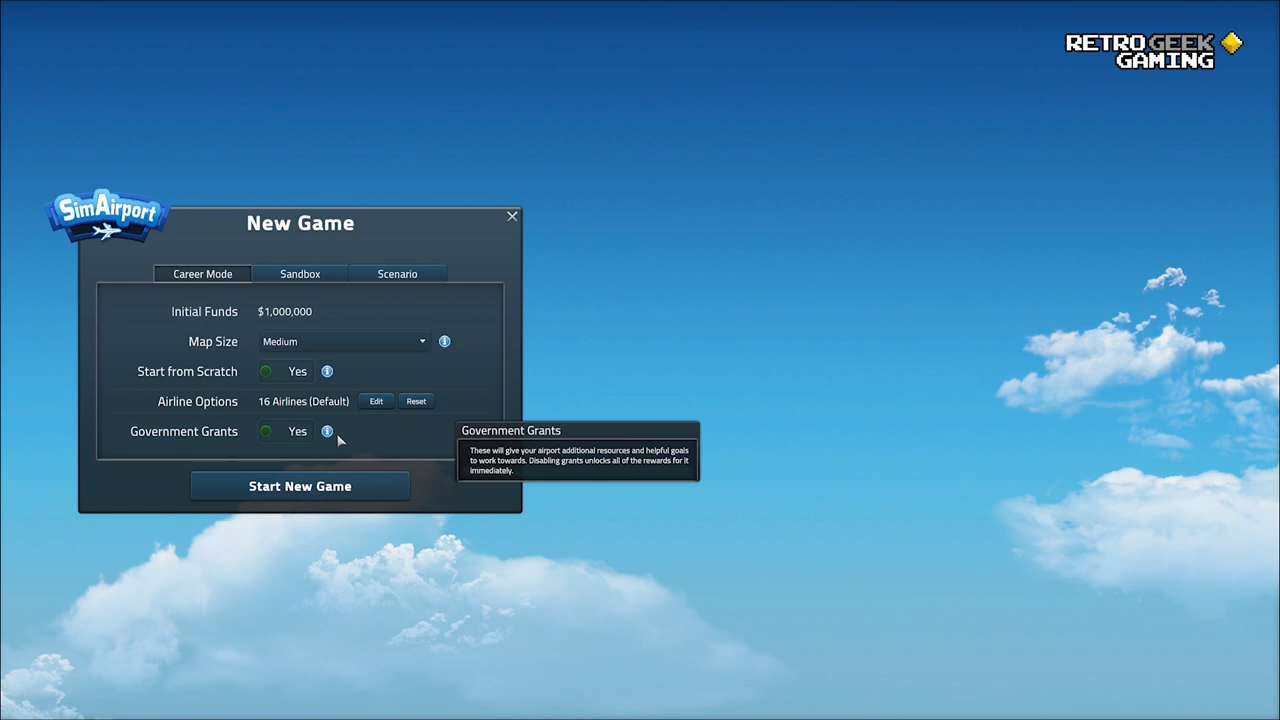 RETRO GEEK
GAMING
SimAirport
New Game
Career Mode
Sandbox
Scenario
Initial Funds $1,000,000
Map Size Medium
Start from Scratch Yes
Airline Options 16 Airlines (Default) Edit Reset
Government Grants Yes
Government Grants
These will give your airport additional resources and helpful goals
to work towards. Disabling grants unlocks all of the rewards for it
immediately.
Start New Game